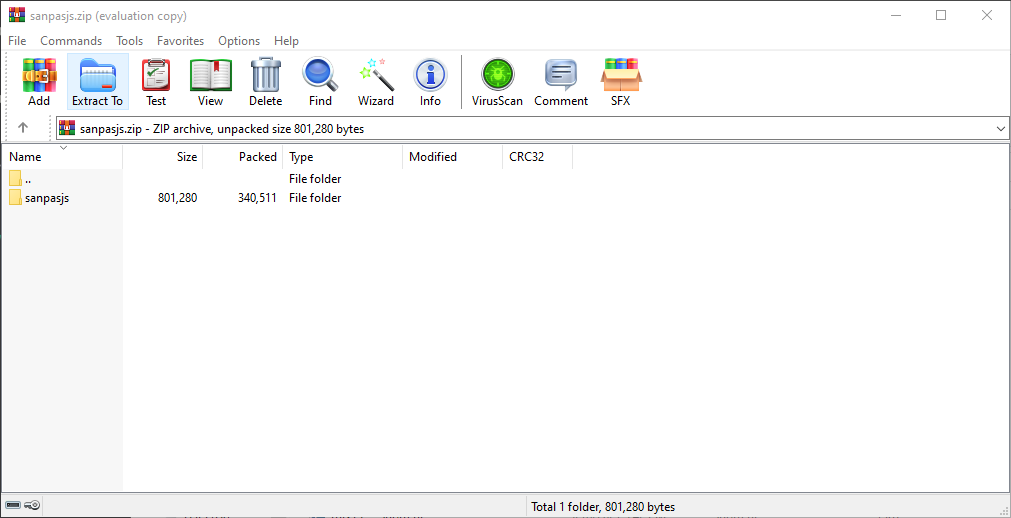 sanpasjs.zip (evaluation copy)
File Commands Tools Favorites Options Help
Add Extract To Test View Delete Find Wizard Info VirusScan Comment SFX
sanpasjs.zip - ZIP archive, unpacked size 801,280 bytes
Name Size Packed Type Modified CRC32
.. File folder
sanpasjs 801,280 340,511 File folder
Total 1 folder, 801,280 bytes